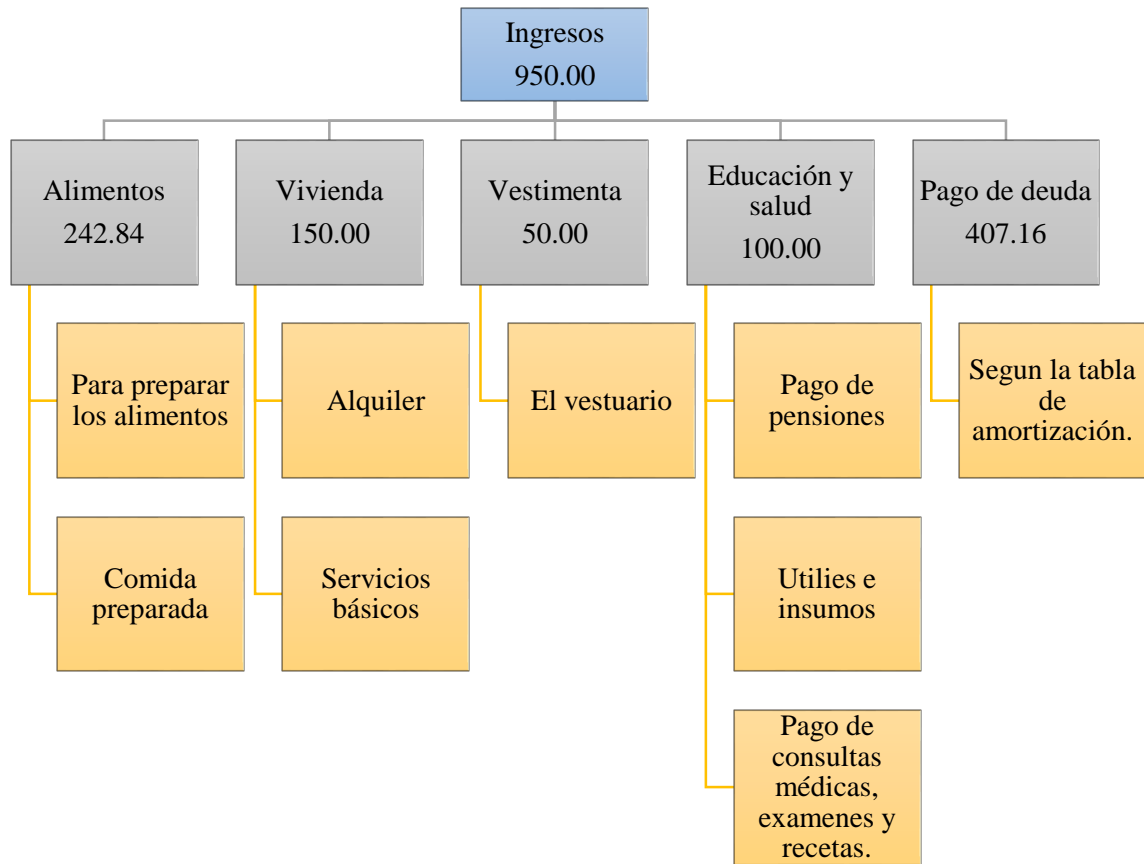 Ingresos
950.00
Alimentos
242.84
Vivienda
150.00
Vestimenta
50.00
Educación y
salud
100.00
Pago de deuda
407.16
Para preparar
los alimentos
Alquiler
El vestuario
Pago de
pensiones
Segun la tabla
de
amortización.
Comida
preparada
Servicios
básicos
Utilies e
insumos
Pago de
consultas
médicas,
examenes y
recetas.